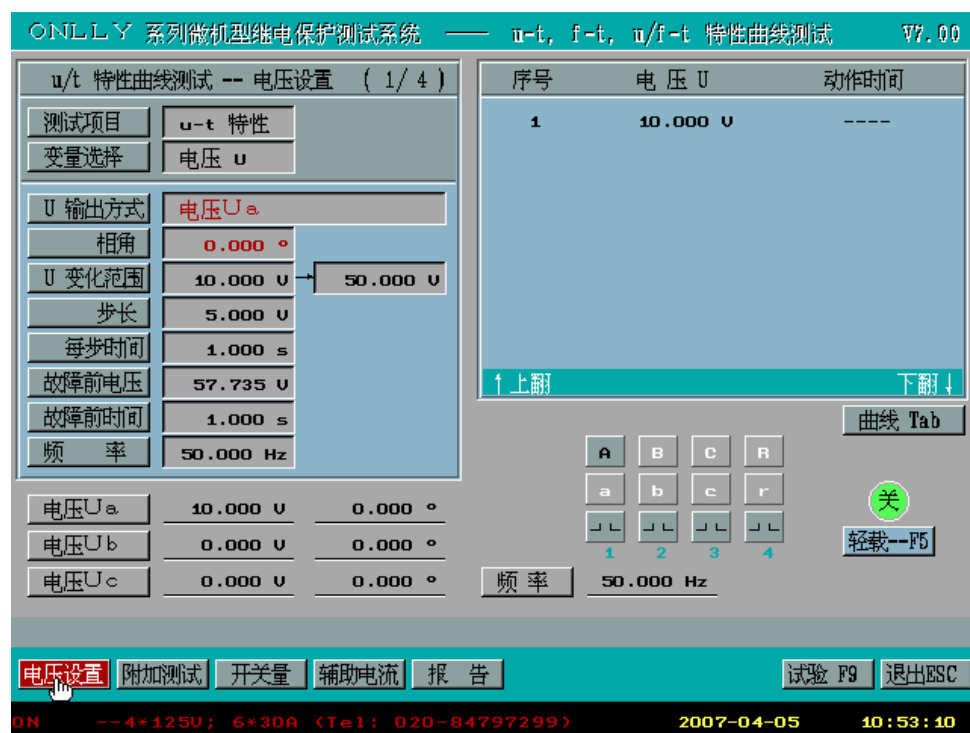 ONLLY 系列微机型继电保护测试系统 —— u-t, f-t, u/f-t 特性曲线测试 V7.00
u/t 特性曲线测试 -- 电压设置 ( 1/ 4 )
测试项目 u-t 特性
变量选择 电压 U
U 输出方式 电压Ua
相角 0.000 °
U 变化范围 10.000 V → 50.000 V
步长 5.000 V
每步时间 1.000 s
故障前电压 57.735 V
故障前时间 1.000 s
频 率 50.000 Hz
序号 电 压 U 动作时间
1 10.000 V ----
↑上翻 下翻↓
曲线 Tab
A B C R
a b c r
1 2 3 4
关
轻载--F5
电压Ua 10.000 V 0.000 °
电压Ub 0.000 V 0.000 °
电压Uc 0.000 V 0.000 °
频 率 50.000 Hz
电压设置 附加测试 开关量 辅助电流 报 告 试验 F9 退出ESC
ON --4*125V; 6*30A (Tel: 020-84797299) 2007-04-05 10:53:10